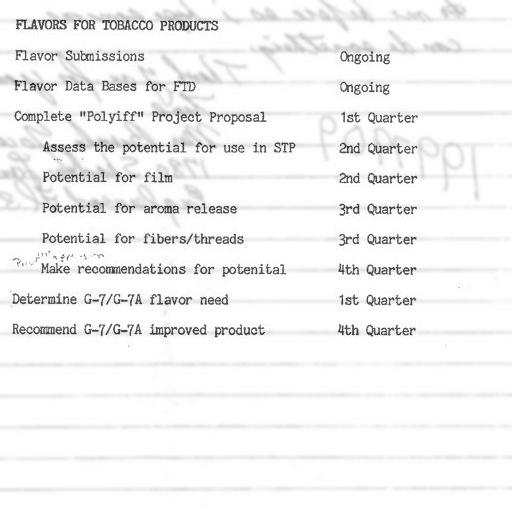 FLAVORS FOR TOBACCO PRODUCTS
Flavor Submissions Ongoing
Flavor Data Bases for FTD Ongoing
Complete "Polyiff" Project Proposal 1st Quarter
Assess the potential for use in STP 2nd Quarter
Potential for film 2nd Quarter
Potential for aroma release 3rd Quarter
Potential for fibers/threads 3rd Quarter
Make recommendations for potenital 4th Quarter
Determine G-7/G-7A flavor need 1st Quarter
Recommend G-7/G-7A improved product 4th Quarter